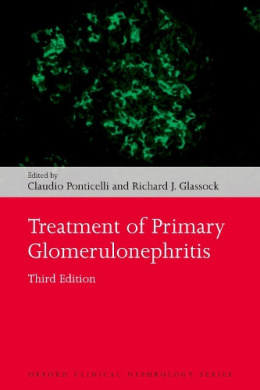 Edited by
Claudio Ponticelli and Richard J. Glassock
Treatment of Primary
Glomerulonephritis
Third Edition
OXFORD CLINICAL NEPHROLOGY SERIES